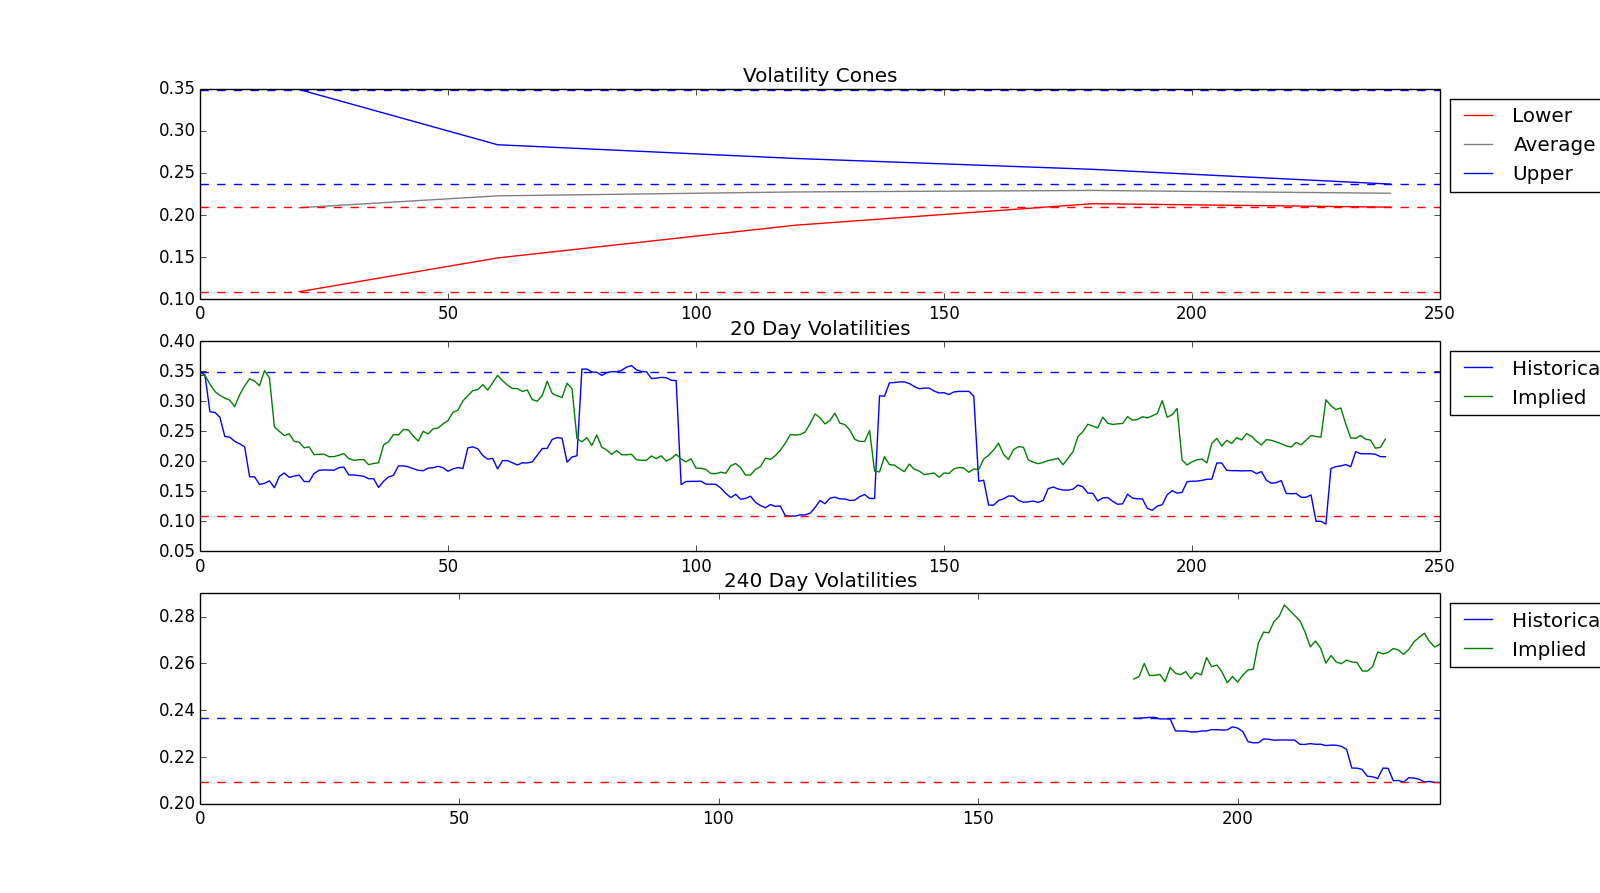 Volatility Cones
0.35
0.30
0.25
0.20
0.15
0.10
0 50 100 150 200 250
Lower
Average
Upper
20 Day Volatilities
0.40
0.35
0.30
0.25
0.20
0.15
0.10
0.05
0 50 100 150 200 250
Historica
Implied
240 Day Volatilities
0.28
0.26
0.24
0.22
0.20
0 50 100 150 200
Historica
Implied